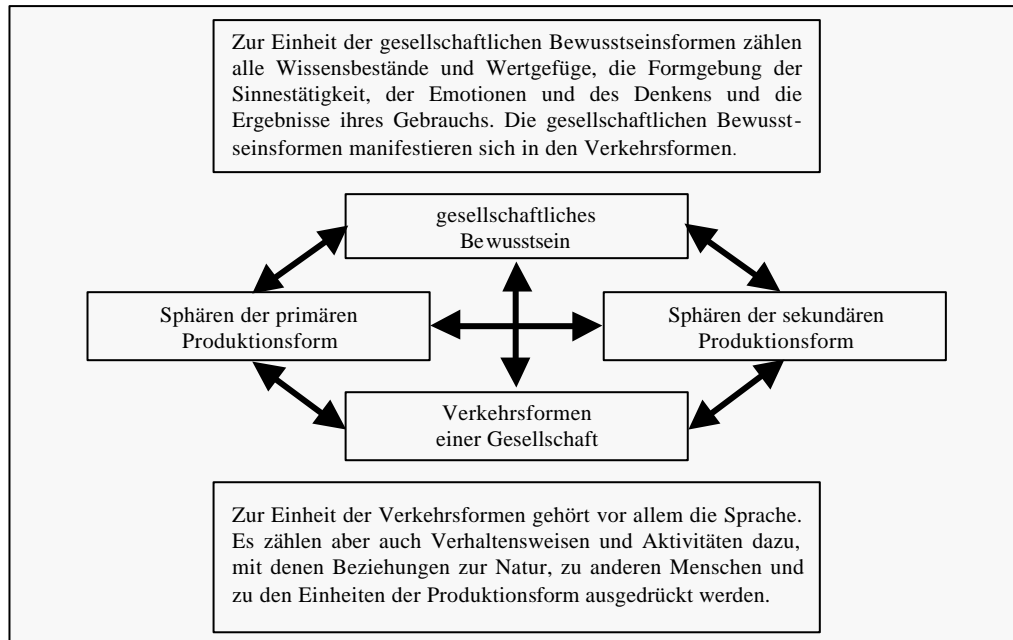 Zur Einheit der gesellschaftlichen Bewusstseinsformen zählen
alle Wissensbestände und Wertgefüge, die Formgebung der
Sinnestätigkeit, der Emotionen und des Denkens und die
Ergebnisse ihres Gebrauchs. Die gesellschaftlichen Bewusst-
seinsformen manifestieren sich in den Verkehrsformen.
gesellschaftliches
Bewusstsein
Sphären der primären
Produktionsform
Sphären der sekundären
Produktionsform
Verkehrsformen
einer Gesellschaft
Zur Einheit der Verkehrsformen gehört vor allem die Sprache.
Es zählen aber auch Verhaltensweisen und Aktivitäten dazu,
mit denen Beziehungen zur Natur, zu anderen Menschen und
zu den Einheiten der Produktionsform ausgedrückt werden.